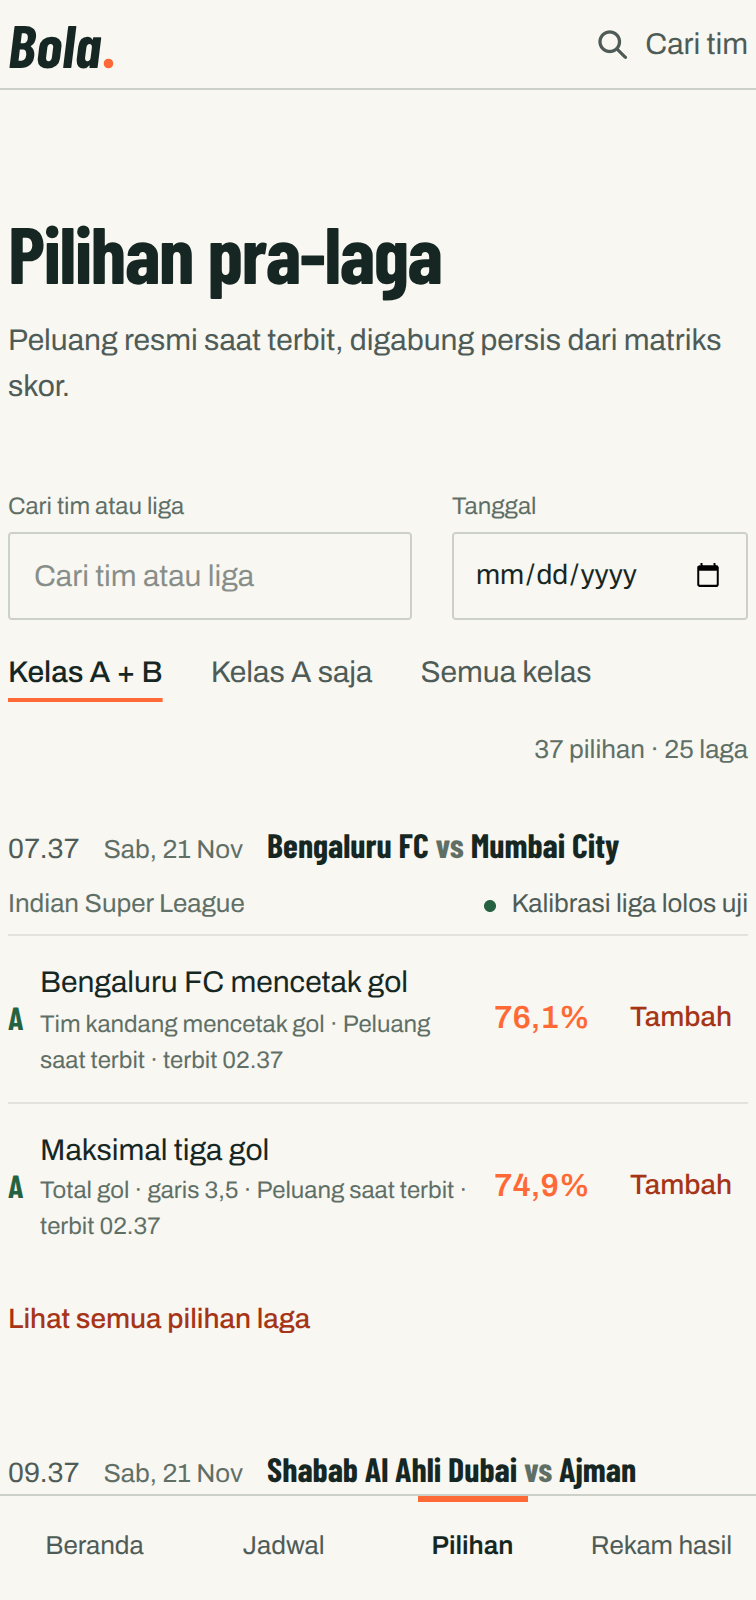 Bola.
Cari tim
Pilihan pra-laga
Peluang resmi saat terbit, digabung persis dari matriks
skor.
Cari tim atau liga
Tanggal
Cari tim atau liga
mm/dd/yyyy
Kelas A + B
Kelas A saja
Semua kelas
37 pilihan · 25 laga
07.37 Sab, 21 Nov Bengaluru FC vs Mumbai City
Indian Super League
Kalibrasi liga lolos uji
Bengaluru FC mencetak gol
A
Tim kandang mencetak gol · Peluang
saat terbit · terbit 02.37
76,1%
Tambah
Maksimal tiga gol
A
Total gol · garis 3,5 · Peluang saat terbit ·
terbit 02.37
74,9%
Tambah
Lihat semua pilihan laga
09.37 Sab, 21 Nov Shabab Al Ahli Dubai vs Ajman
Beranda
Jadwal
Pilihan
Rekam hasil